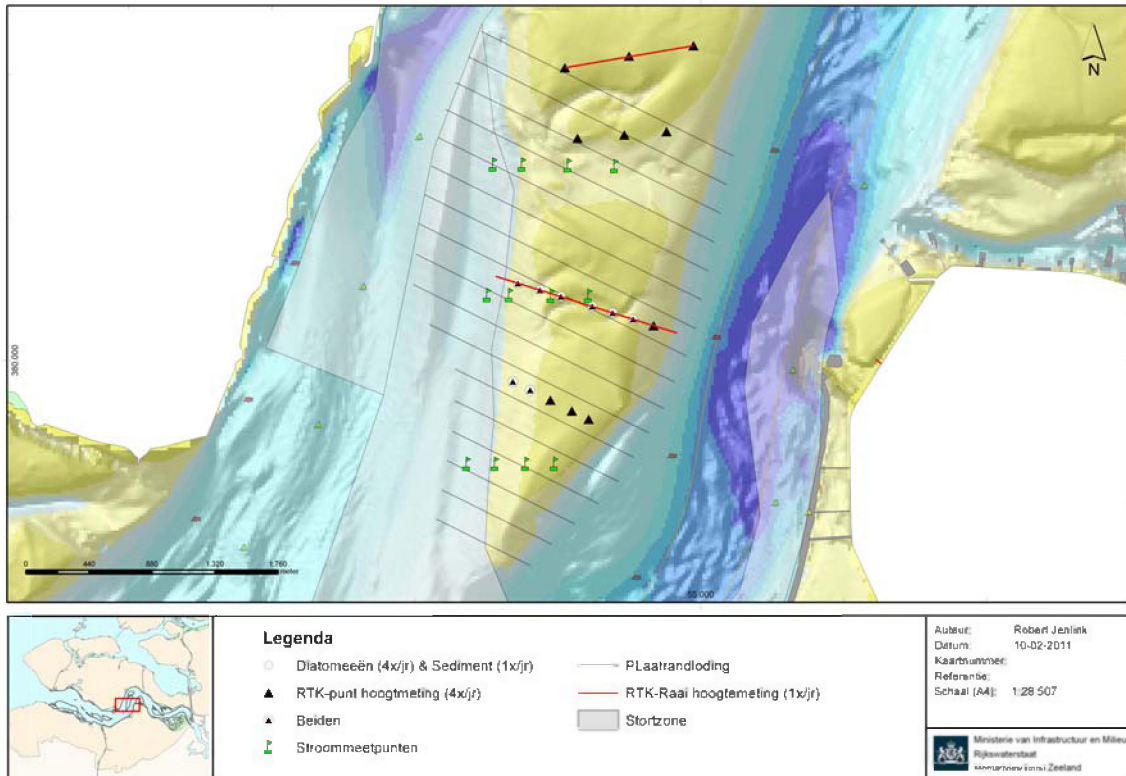 N
380.000
0 440 880 1.320 1.760
meter
55.000
Legenda
Diatomeeën (4x/jr) & Sediment (1x/jr)
RTK-punt hoogtmeting (4x/jr)
Beiden
Stroommeetpunten
PLaatrandloding
RTK-Raai hoogtemeting (1x/jr)
Stortzone
Auteur: Robert Jentink
Datum: 10-02-2011
Kaartnummer:
Referentie:
Schaal (A4): 1:28 507
Ministerie van Infrastructuur en Milieu
Rijkswaterstaat
Zeeland